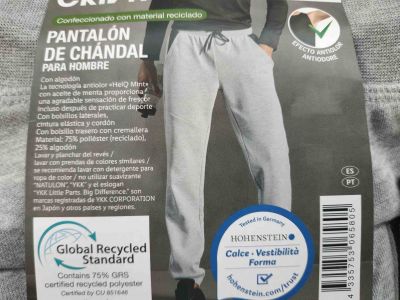 Confeccionado con material reciclado
PANTALÓN
DE CHÁNDAL
PARA HOMBRE
Con algodón
La tecnología antiolor «HeiQ Mint»
con aceite de menta proporciona
una agradable sensación de frescor
incluso después de practicar deporte
Con bolsillos laterales,
cintura elástica y cordón
Con bolsillo trasero con cremallera
Material: 75% poliéster (reciclado),
25% algodón
Lavar y planchar del revés /
lavar con prendas de colores similares /
se recomienda lavar con detergente para
ropa de color / no utilizar suavizante
"NATULON", "YKK" y el eslogan
"YKK Little Parts. Big Difference." son
marcas registradas de YKK CORPORATION
en Japón y otros países y regiones.
EFECTO ANTIOLOR
ANTIODORE
ES
PT
Global Recycled
Standard
Contains 75% GRS
certified recycled polyester
Certified by CU 851646
Tested in Germany
HOHENSTEIN
Calce - Vestibilità
Forma
hohenstein.com/trust
4 335753 065805